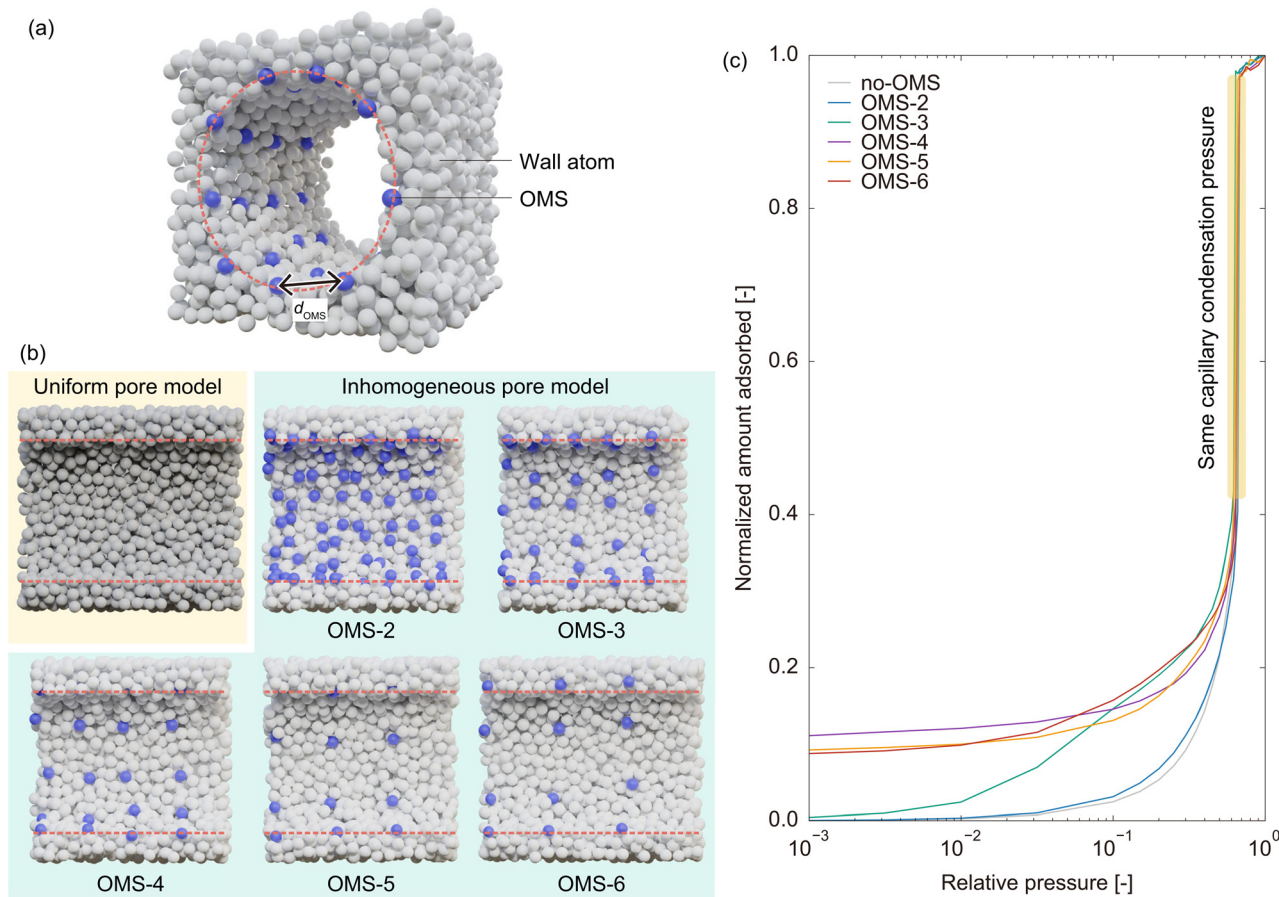 (a)
Wall atom
OMS
d_OMS
(b)
Uniform pore model
Inhomogeneous pore model
OMS-2
OMS-3
OMS-4
OMS-5
OMS-6
(c)
no-OMS
OMS-2
OMS-3
OMS-4
OMS-5
OMS-6
Same capillary condensation pressure
Normalized amount adsorbed [-]
1.0
0.8
0.6
0.4
0.2
0.0
10⁻³
10⁻²
10⁻¹
10⁰
Relative pressure [-]